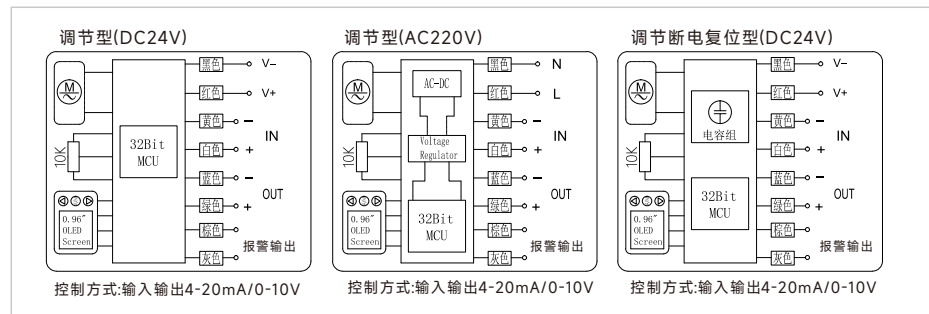 调节型(DC24V)
M
10K
0.96″
OLED
Screen
32Bit
MCU
黑色 V-
红色 V+
黄色 -
IN
白色 +
蓝色 -
OUT
绿色 +
棕色
报警输出
灰色
控制方式:输入输出4-20mA/0-10V
调节型(AC220V)
M
10K
0.96″
OLED
Screen
AC-DC
Voltage
Regulator
32Bit
MCU
黑色 N
红色 L
黄色 -
IN
白色 +
蓝色 -
OUT
绿色 +
棕色
报警输出
灰色
控制方式:输入输出4-20mA/0-10V
调节断电复位型(DC24V)
M
10K
0.96″
OLED
Screen
电容组
32Bit
MCU
黑色 V-
红色 V+
黄色 -
IN
白色 +
蓝色 -
OUT
绿色 +
棕色
报警输出
灰色
控制方式:输入输出4-20mA/0-10V